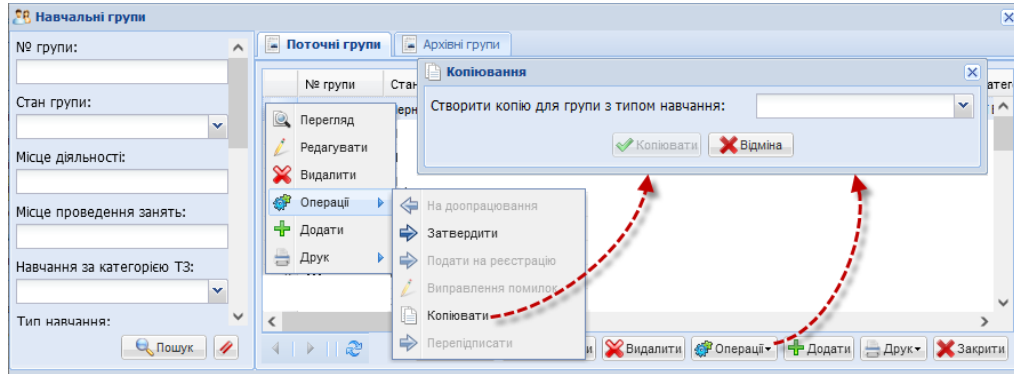 Навчальні групи
№ групи:
Стан групи:
Місце діяльності:
Місце проведення занять:
Навчання за категорією ТЗ:
Тип навчання:
Пошук
Поточні групи
Архівні групи
№ групи
Копіювання
Створити копію для групи з типом навчання:
Копіювати
Відміна
Перегляд
Редагувати
Видалити
Операції
Додати
Друк
На доопрацювання
Затвердити
Подати на реєстрацію
Виправлення помилок
Копіювати
Перепідписати
Видалити Операції Додати Друк Закрити